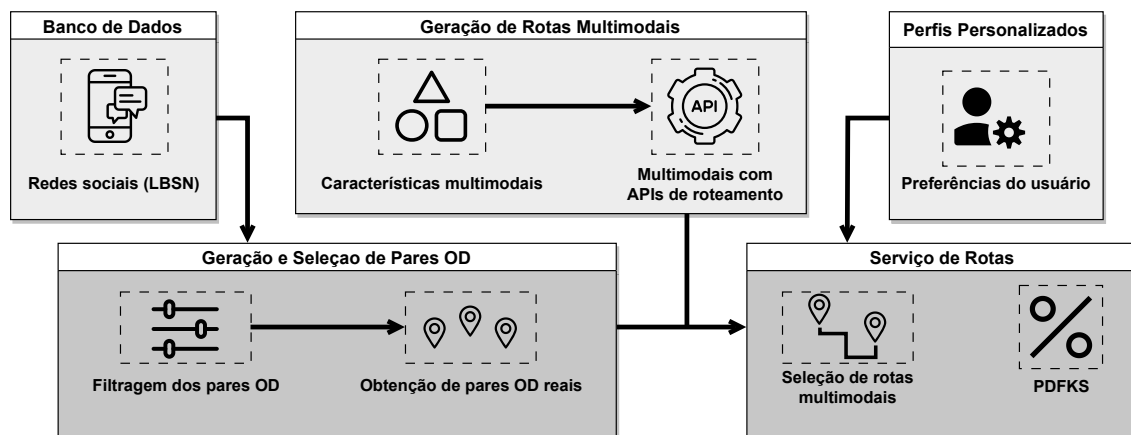 Banco de Dados
Redes sociais (LBSN)
Geração de Rotas Multimodais
Características multimodais
API
Multimodais com
APIs de roteamento
Perfis Personalizados
Preferências do usuário
Geração e Seleçao de Pares OD
Filtragem dos pares OD
Obtenção de pares OD reais
Serviço de Rotas
Seleção de rotas
multimodais
PDFKS